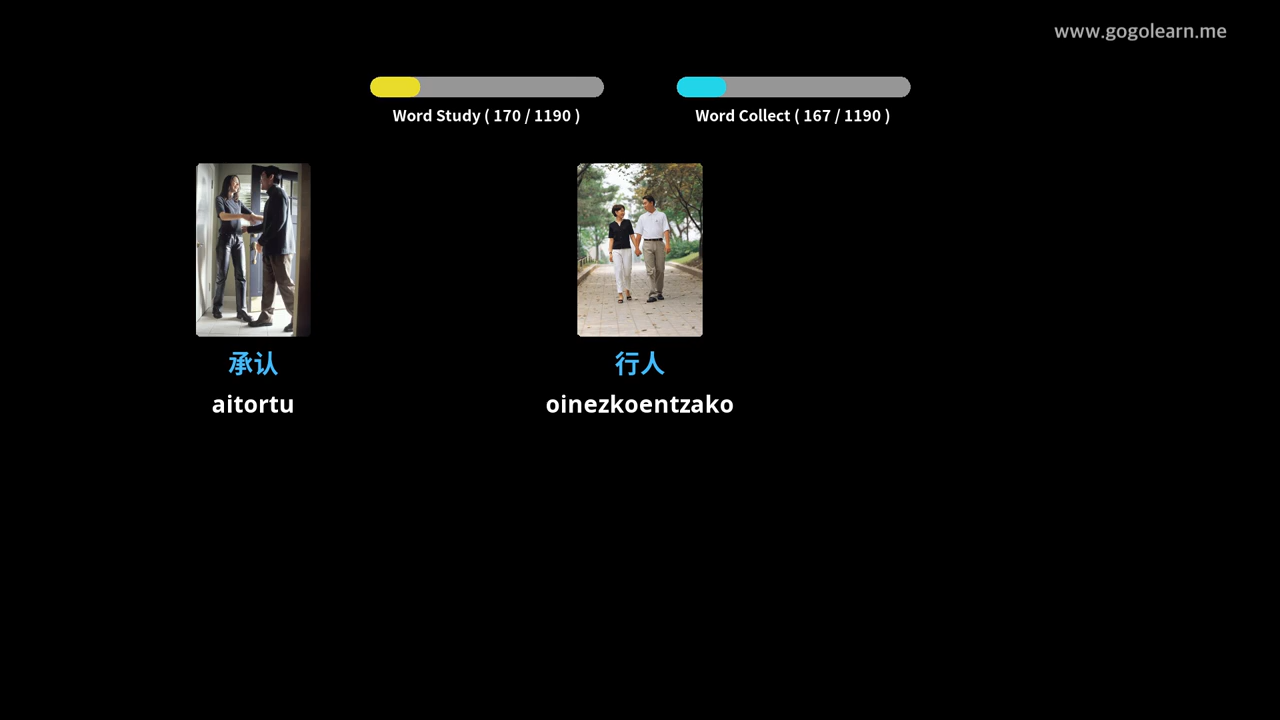 www.gogolearn.me
Word Study ( 170 / 1190 )
Word Collect ( 167 / 1190 )
承认
行人
aitortu
oinezkoentzako